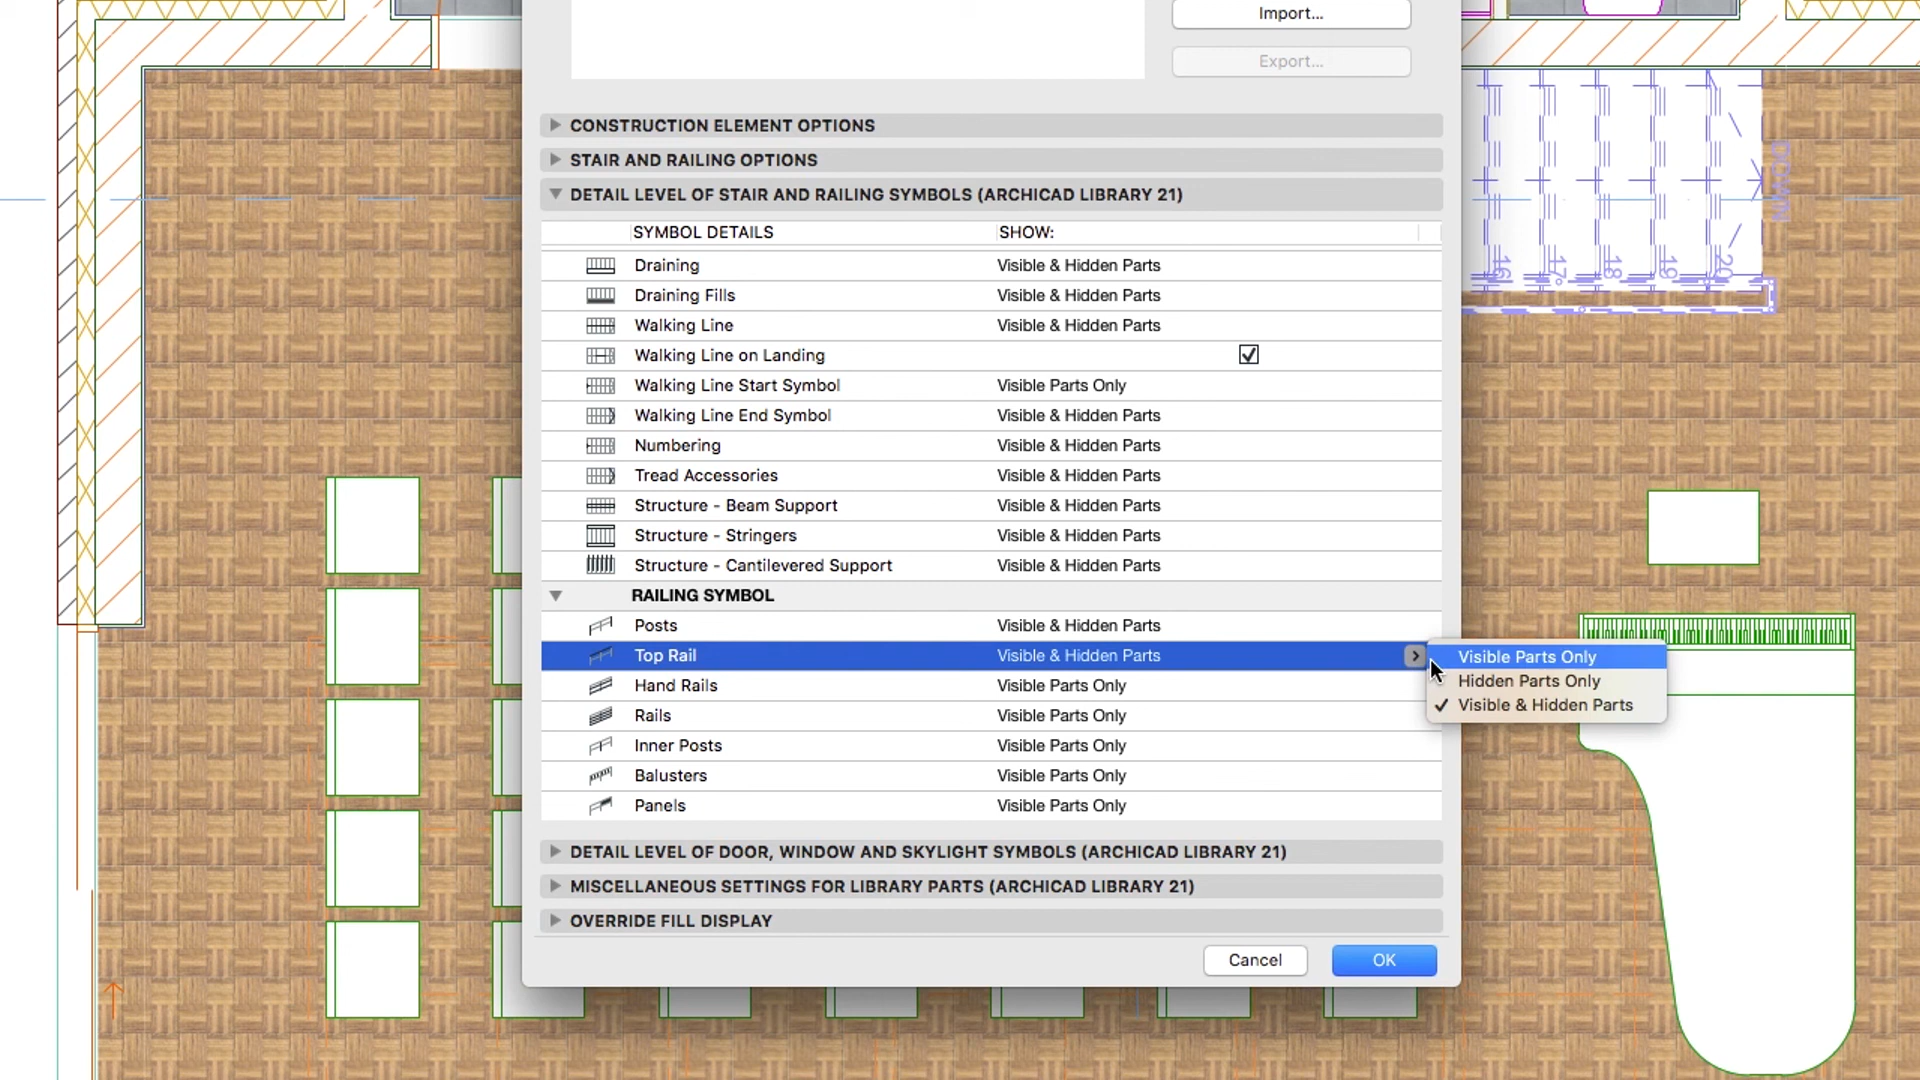 Import...
Export...
CONSTRUCTION ELEMENT OPTIONS
STAIR AND RAILING OPTIONS
DETAIL LEVEL OF STAIR AND RAILING SYMBOLS (ARCHICAD LIBRARY 21)
SYMBOL DETAILS SHOW:
Draining Visible & Hidden Parts
Draining Fills Visible & Hidden Parts
Walking Line Visible & Hidden Parts
Walking Line on Landing
Walking Line Start Symbol Visible Parts Only
Walking Line End Symbol Visible & Hidden Parts
Numbering Visible & Hidden Parts
Tread Accessories Visible & Hidden Parts
Structure - Beam Support Visible & Hidden Parts
Structure - Stringers Visible & Hidden Parts
Structure - Cantilevered Support Visible & Hidden Parts
RAILING SYMBOL
Posts Visible & Hidden Parts
Top Rail Visible & Hidden Parts
Hand Rails Visible Parts Only
Rails Visible Parts Only
Inner Posts Visible Parts Only
Balusters Visible Parts Only
Panels Visible Parts Only
Visible Parts Only
Hidden Parts Only
Visible & Hidden Parts
DETAIL LEVEL OF DOOR, WINDOW AND SKYLIGHT SYMBOLS (ARCHICAD LIBRARY 21)
MISCELLANEOUS SETTINGS FOR LIBRARY PARTS (ARCHICAD LIBRARY 21)
OVERRIDE FILL DISPLAY
Cancel OK
16 17 18 19 20
DOWN